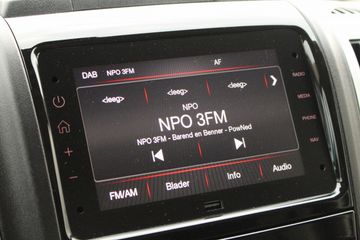 DAB NPO 3FM AF
<leeg> <leeg> <leeg>
NPO
NPO 3FM
NPO 3FM - Barend en Benner - PowNed
FM/AM Blader Info Audio
RADIO
MEDIA
PHONE
NAV